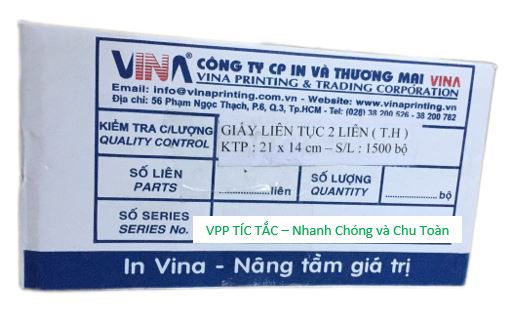 VINA CÔNG TY CP IN VÀ THƯƠNG MẠI VINA
VINA PRINTING & TRADING CORPORATION
Email: info@vinaprinting.com.vn - Website: www.vinaprinting.vn
Địa chỉ: 56 Phạm Ngọc Thạch, P.6, Q.3, Tp.HCM - Tel: (028) 38 200 526 - 38 200 782
KIỂM TRA C/LƯỢNG
QUALITY CONTROL
GIẤY LIÊN TỤC 2 LIÊN ( T.H )
KTP : 21 x 14 cm – S/L : 1500 bộ
SỐ LIÊN
PARTS
..................liên
SỐ LƯỢNG
QUANTITY
..................bộ
SỐ SERIES
SERIES No.
VPP TÍC TẮC – Nhanh Chóng và Chu Toàn
In Vina - Nâng tầm giá trị